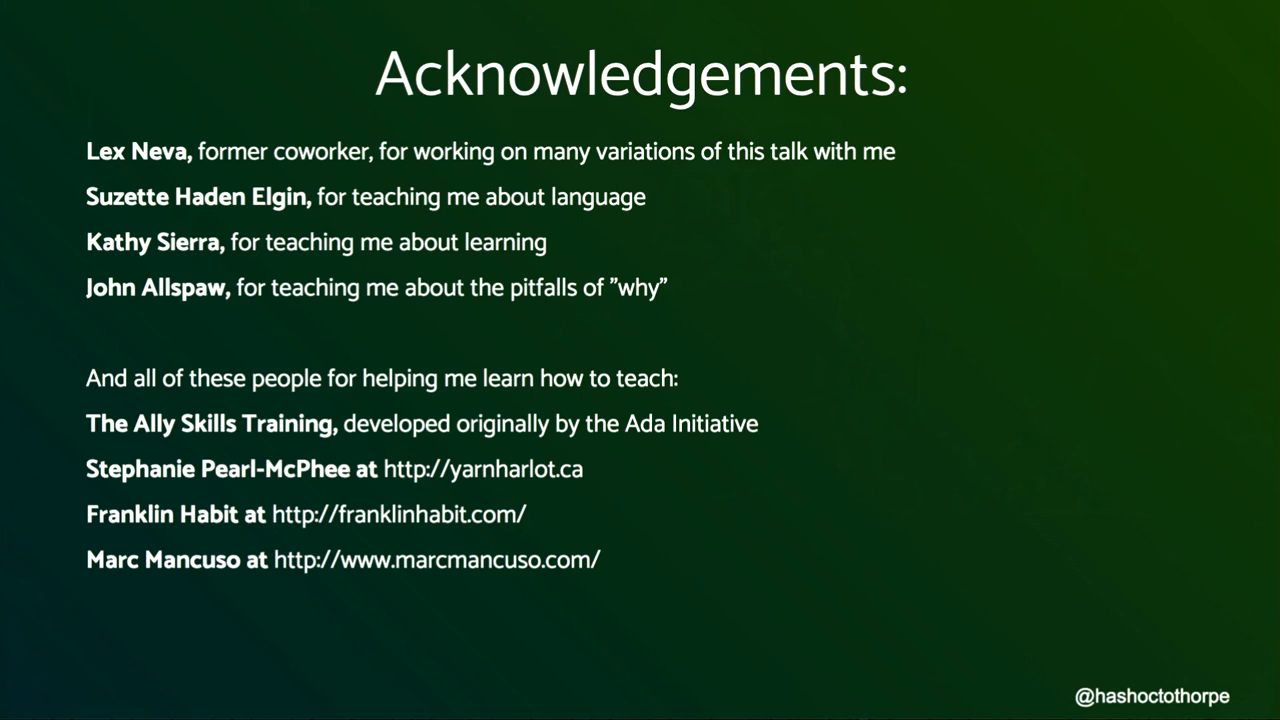 Acknowledgements:
Lex Neva, former coworker, for working on many variations of this talk with me
Suzette Haden Elgin, for teaching me about language
Kathy Sierra, for teaching me about learning
John Allspaw, for teaching me about the pitfalls of ”why”
And all of these people for helping me learn how to teach:
The Ally Skills Training, developed originally by the Ada Initiative
Stephanie Pearl-McPhee at http://yarnharlot.ca
Franklin Habit at http://franklinhabit.com/
Marc Mancuso at http://www.marcmancuso.com/
@hashoctothorpe